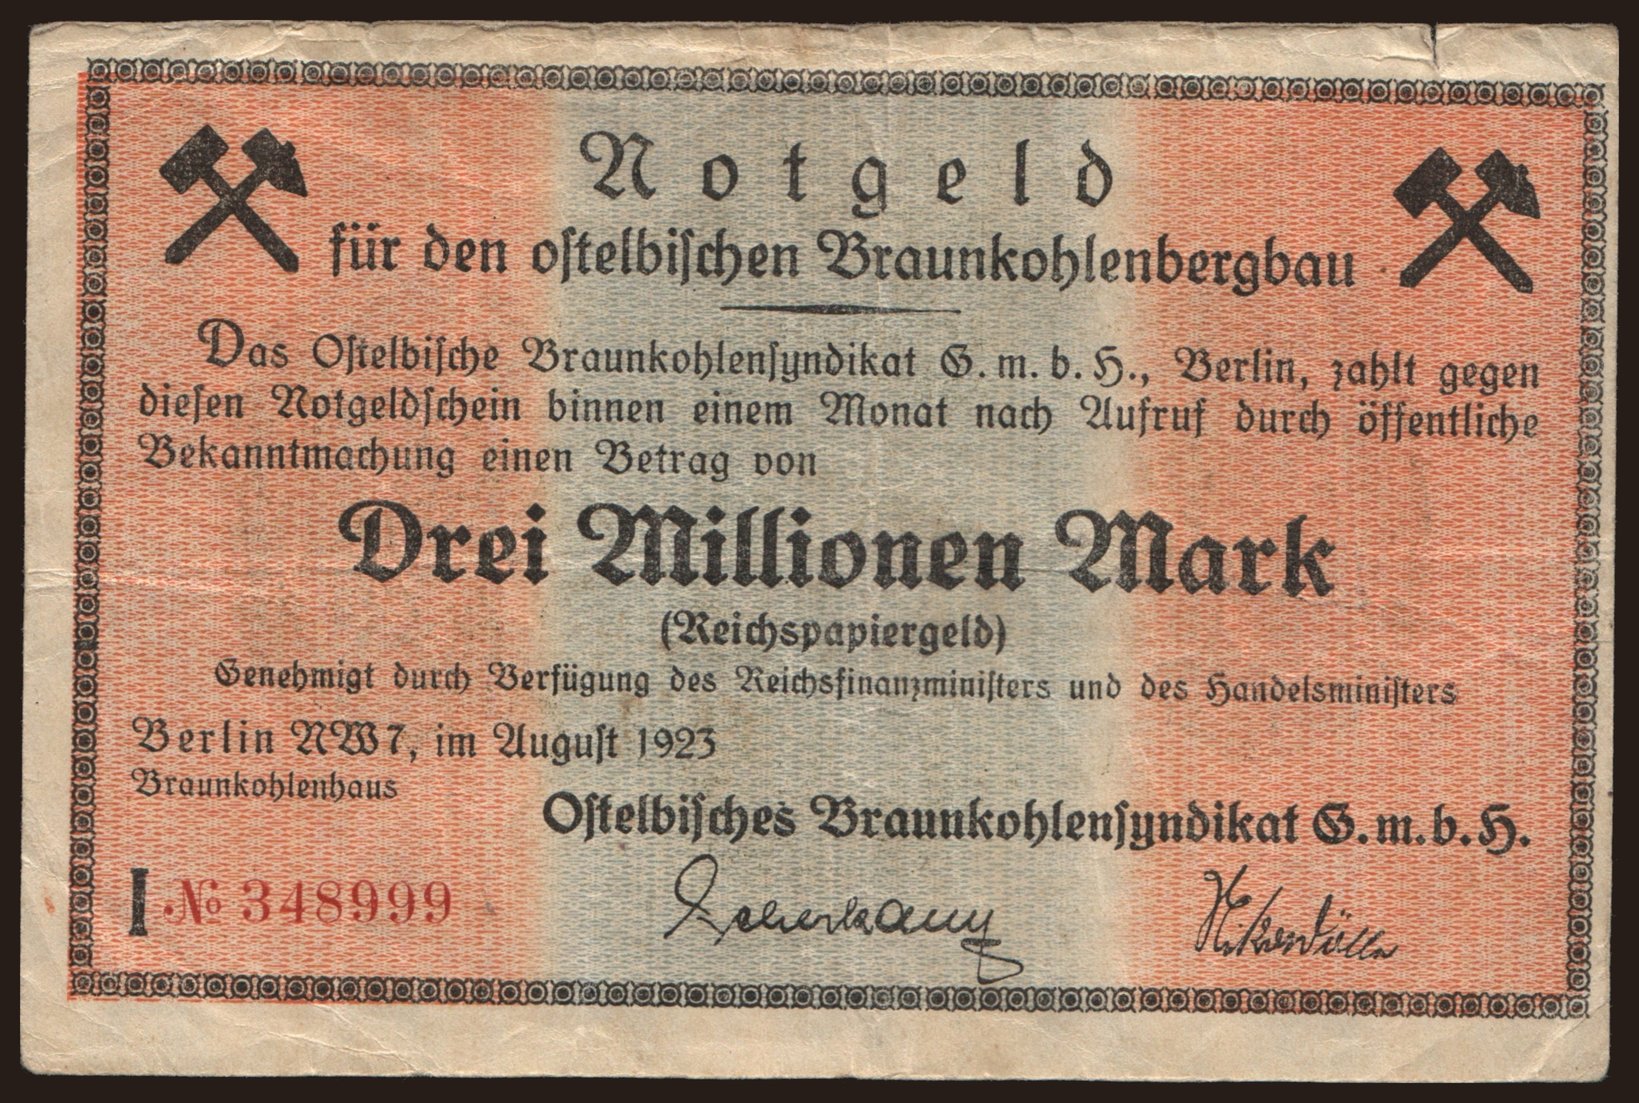 Notgeld
für den ostelbischen Braunkohlenbergbau
Das Ostelbische Braunkohlensyndikat G.m.b.H., Berlin, zahlt gegen
diesen Notgeldschein binnen einem Monat nach Aufruf durch öffentliche
Bekanntmachung einen Betrag von
Drei Millionen Mark
(Reichspapiergeld)
Genehmigt durch Verfügung des Reichsfinanzministers und des Handelsministers
Berlin NW7, im August 1923
Braunkohlenhaus
Ostelbisches Braunkohlensyndikat G.m.b.H.
I № 348999